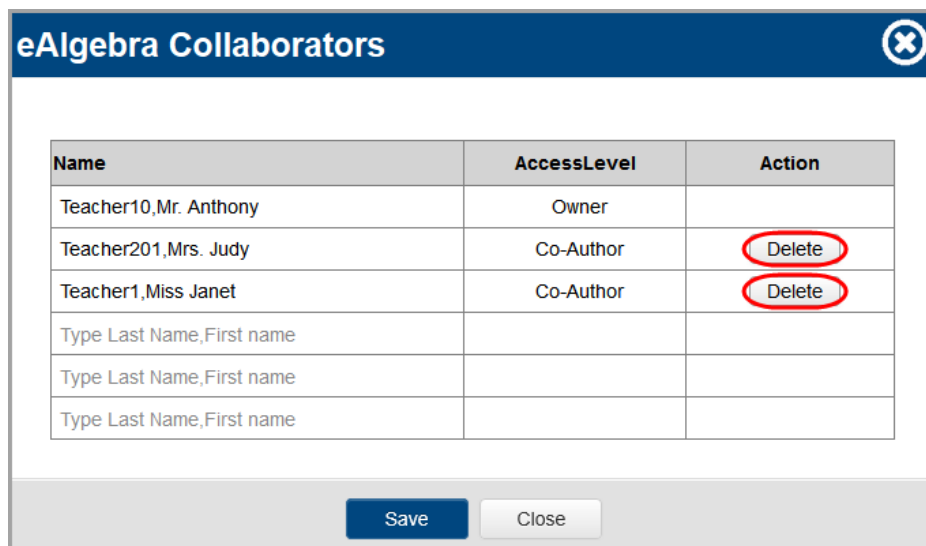 eAlgebra Collaborators
Name AccessLevel Action
Teacher10,Mr. Anthony Owner
Teacher201,Mrs. Judy Co-Author Delete
Teacher1,Miss Janet Co-Author Delete
Type Last Name,First name
Type Last Name,First name
Type Last Name,First name
Save Close